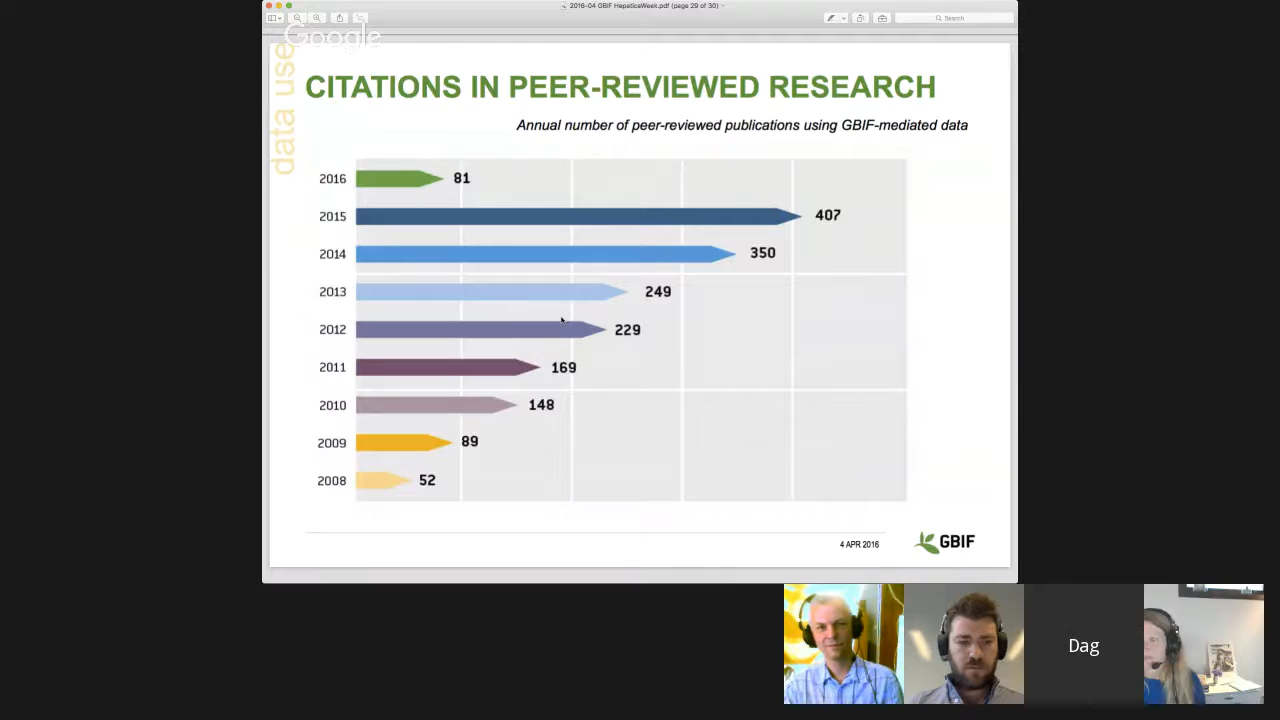 2016-04 GBIF HepaticaWeek.pdf (page 29 of 30)
Search
Google
data use
CITATIONS IN PEER-REVIEWED RESEARCH
Annual number of peer-reviewed publications using GBIF-mediated data
2016 81
2015 407
2014 350
2013 249
2012 229
2011 169
2010 148
2009 89
2008 52
4 APR 2016
GBIF
Dag